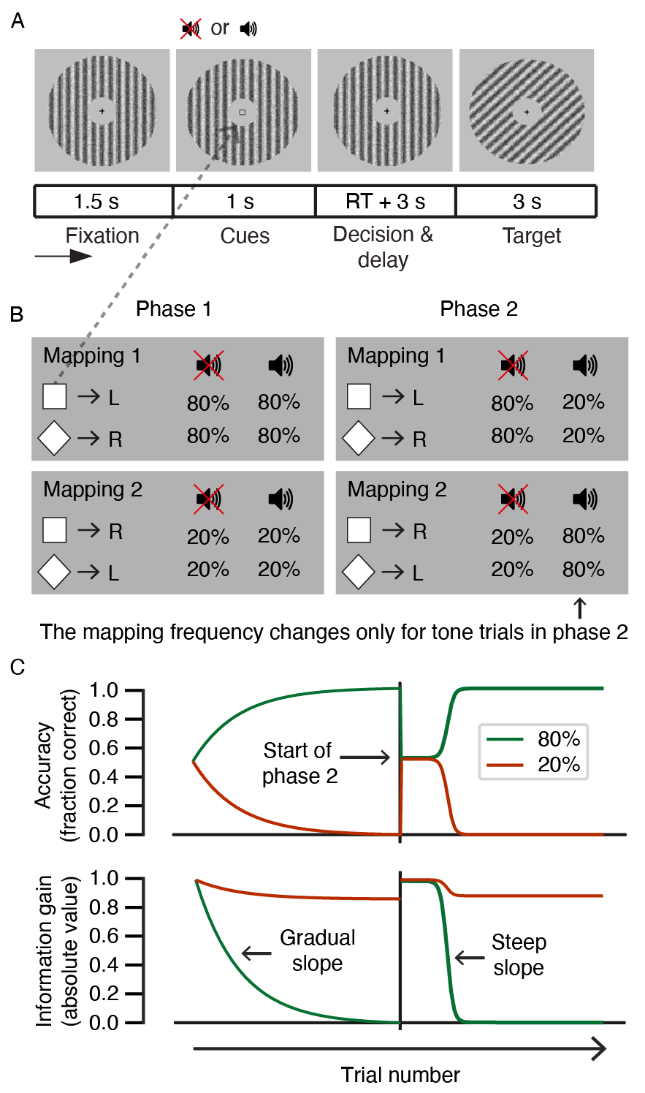 A
or
1.5 s
1 s
RT + 3 s
3 s
Fixation
Cues
Decision &
delay
Target
B
Phase 1
Phase 2
Mapping 1
→ L
80% 80%
→ R
80% 80%
Mapping 1
→ L
80% 20%
→ R
80% 20%
Mapping 2
→ R
20% 20%
→ L
20% 20%
Mapping 2
→ R
20% 80%
→ L
20% 80%
The mapping frequency changes only for tone trials in phase 2
C
Accuracy
(fraction correct)
1.0
0.8
0.6
0.4
0.2
0.0
Start of
phase 2
80%
20%
Information gain
(absolute value)
1.0
0.8
0.6
0.4
0.2
0.0
Gradual
slope
Steep
slope
Trial number